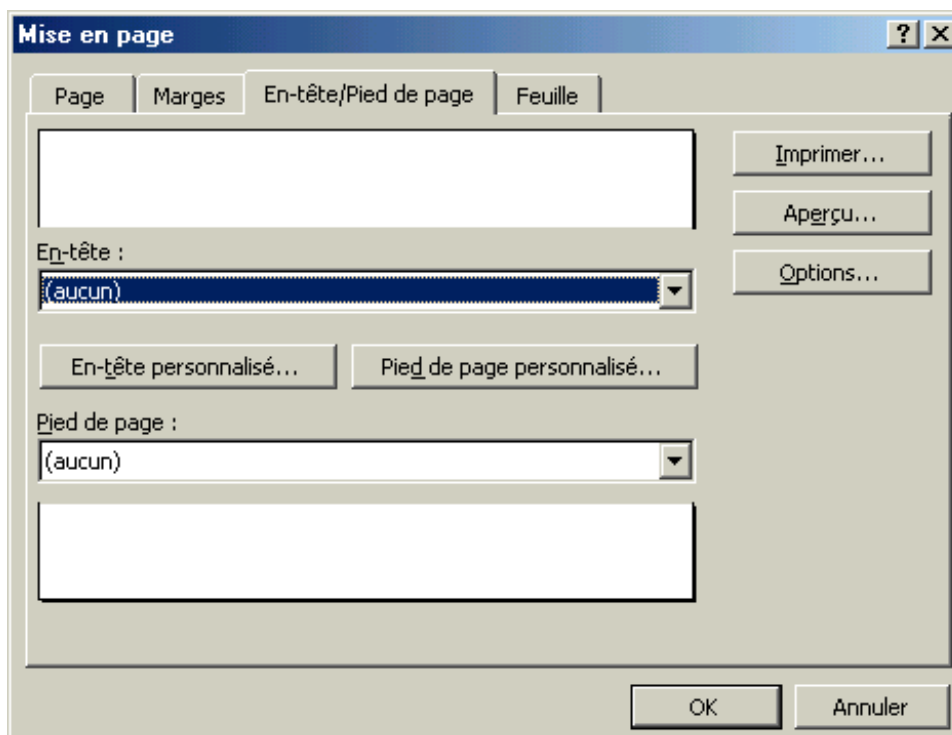 Mise en page
Page Marges En-tête/Pied de page Feuille
Imprimer...
Aperçu...
En-tête :
Options...
(aucun)
En-tête personnalisé... Pied de page personnalisé...
Pied de page :
(aucun)
OK Annuler